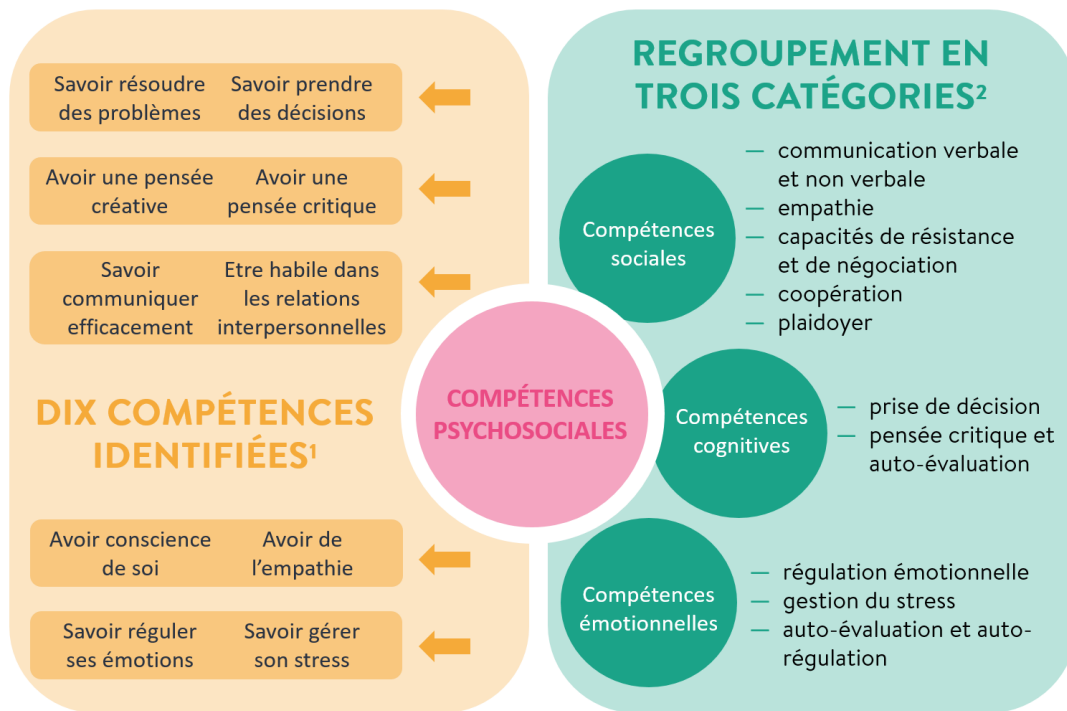 Savoir résoudre
des problèmes
Savoir prendre
des décisions
Avoir une pensée
créative
Avoir une
pensée critique
Savoir
communiquer
efficacement
Etre habile dans
les relations
interpersonnelles
DIX COMPÉTENCES
IDENTIFIÉES¹
Avoir conscience
de soi
Avoir de
l’empathie
Savoir réguler
ses émotions
Savoir gérer
son stress
COMPÉTENCES
PSYCHOSOCIALES
REGROUPEMENT EN
TROIS CATÉGORIES²
Compétences
sociales
— communication verbale
et non verbale
— empathie
— capacités de résistance
et de négociation
— coopération
— plaidoyer
Compétences
cognitives
— prise de décision
— pensée critique et
auto-évaluation
Compétences
émotionnelles
— régulation émotionnelle
— gestion du stress
— auto-évaluation et auto-
régulation